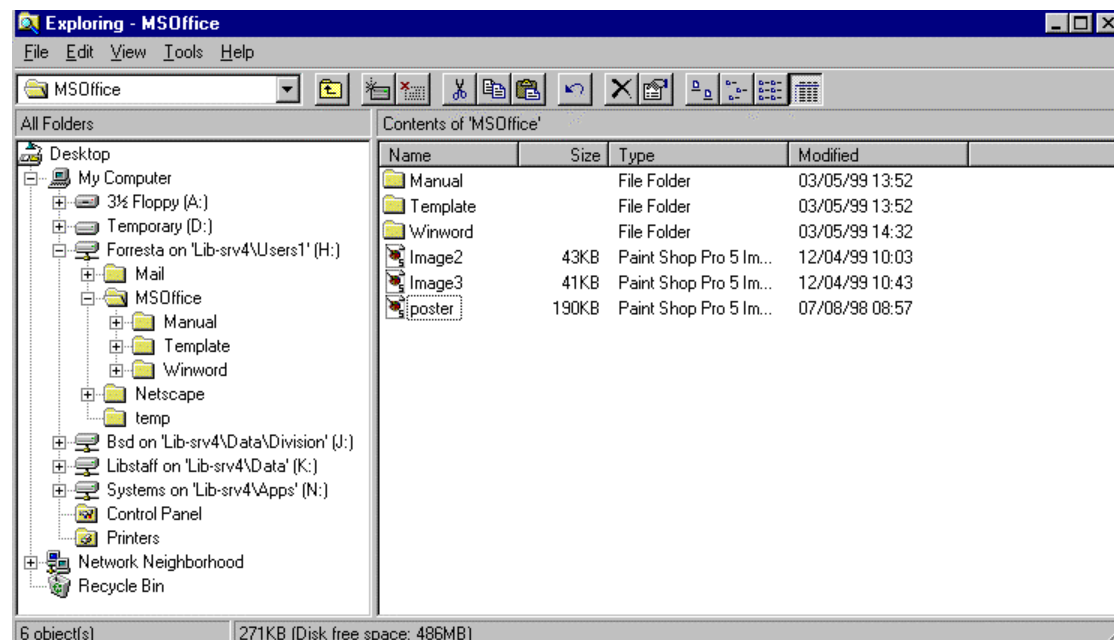 Exploring - MSOffice
File Edit View Tools Help
MSOffice
All Folders
Contents of 'MSOffice'
Desktop
My Computer
3½ Floppy (A:)
Temporary (D:)
Forresta on 'Lib-srv4\Users1' (H:)
Mail
MSOffice
Manual
Template
Winword
Netscape
temp
Bsd on 'Lib-srv4\Data\Division' (J:)
Libstaff on 'Lib-srv4\Data' (K:)
Systems on 'Lib-srv4\Apps' (N:)
Control Panel
Printers
Network Neighborhood
Recycle Bin
Name Size Type Modified
Manual File Folder 03/05/99 13:52
Template File Folder 03/05/99 13:52
Winword File Folder 03/05/99 14:32
Image2 43KB Paint Shop Pro 5 Im... 12/04/99 10:03
Image3 41KB Paint Shop Pro 5 Im... 12/04/99 10:43
poster 190KB Paint Shop Pro 5 Im... 07/08/98 08:57
6 object(s) 271KB (Disk free space: 486MB)